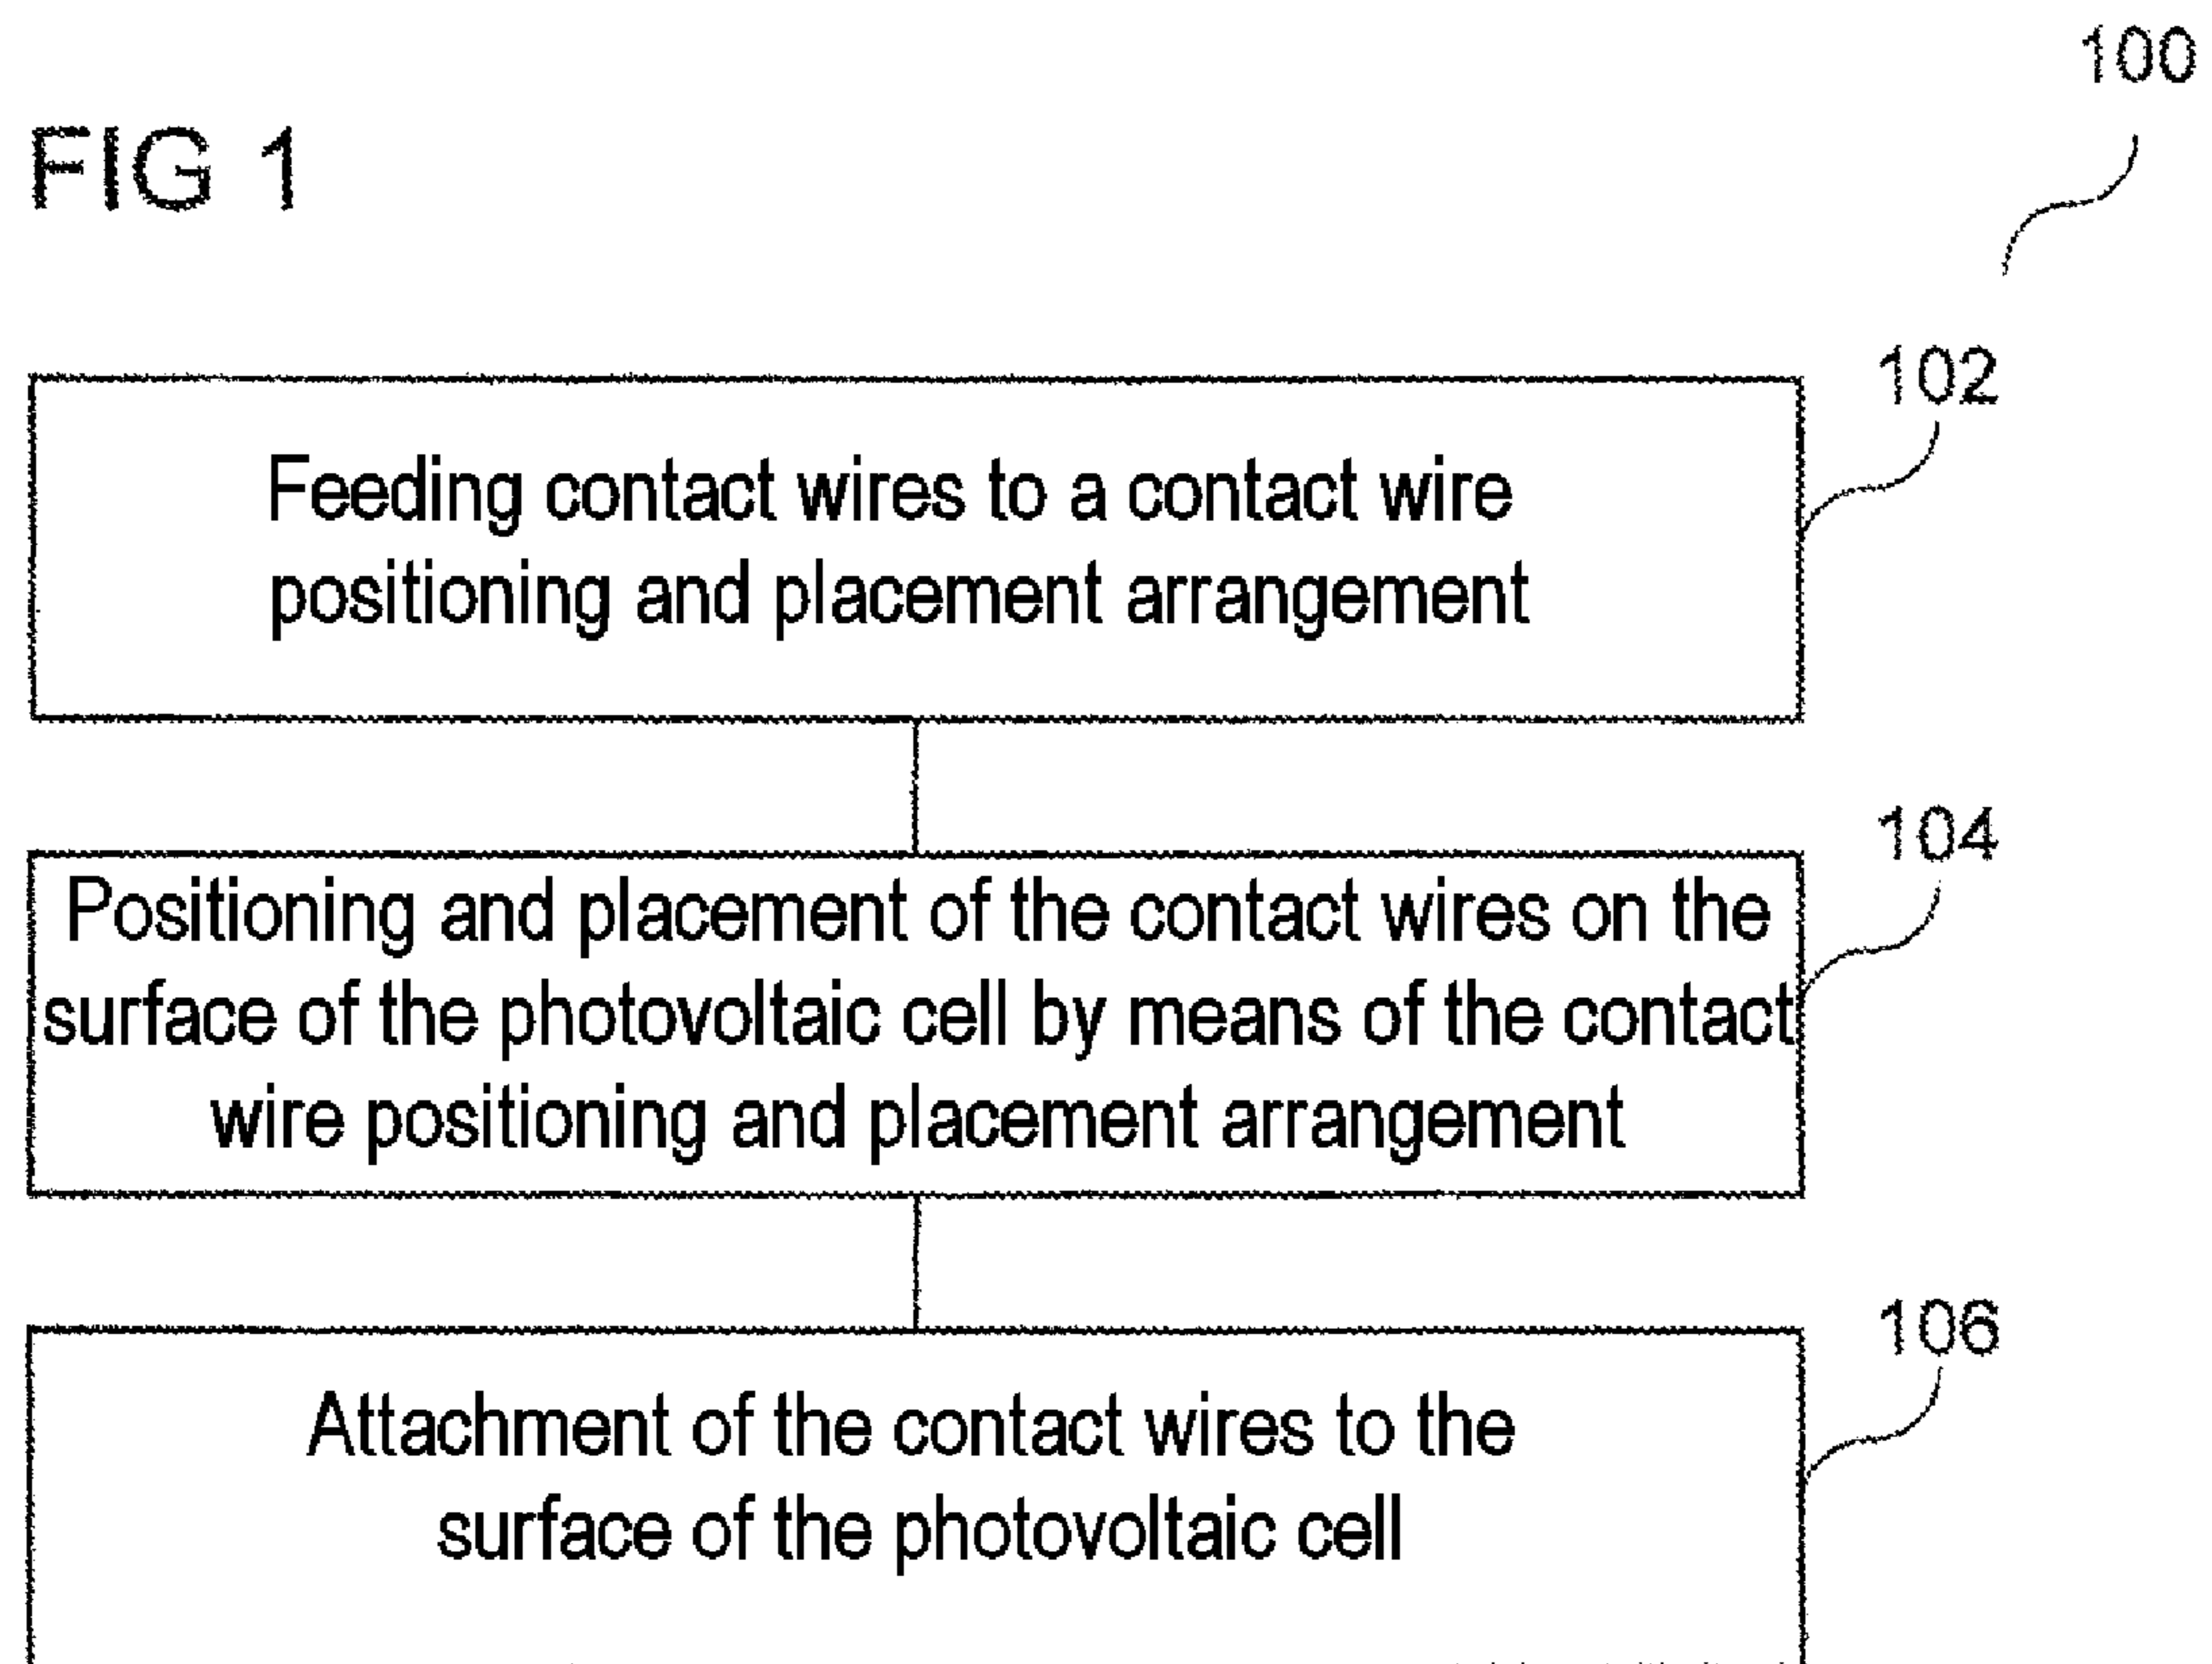 100
FIG 1
102
Feeding contact wires to a contact wire
positioning and placement arrangement
104
Positioning and placement of the contact wires on the
surface of the photovoltaic cell by means of the contact
wire positioning and placement arrangement
106
Attachment of the contact wires to the
surface of the photovoltaic cell